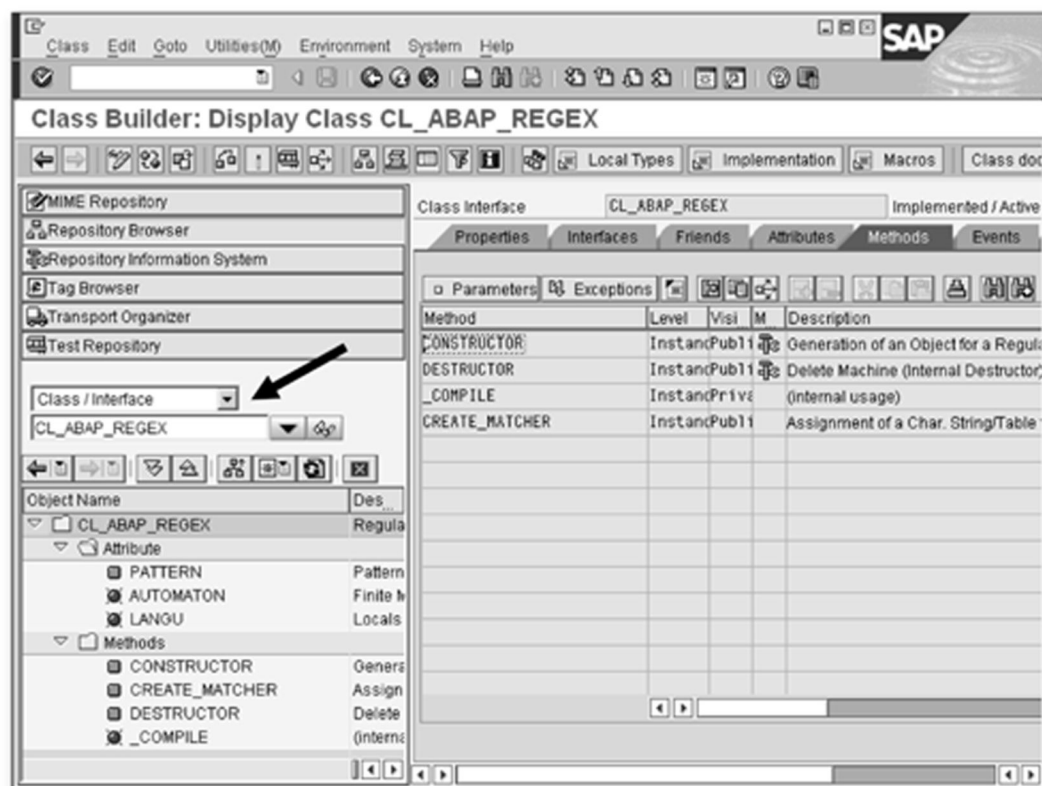 Class Edit Goto Utilities(M) Environment System Help
SAP
Class Builder: Display Class CL_ABAP_REGEX
Local Types Implementation Macros Class doc
MIME Repository
Repository Browser
Repository Information System
Tag Browser
Transport Organizer
Test Repository
Class / Interface
CL_ABAP_REGEX
Object Name Des...
CL_ABAP_REGEX Regula
Attribute
PATTERN Pattern
AUTOMATON Finite M
LANGU Locals
Methods
CONSTRUCTOR Genera
CREATE_MATCHER Assign
DESTRUCTOR Delete
_COMPILE (interna
Class Interface CL_ABAP_REGEX Implemented / Active
Properties Interfaces Friends Attributes Methods Events
Parameters Exceptions
Method Level Visi... M... Description
CONSTRUCTOR Instanc Publi Generation of an Object for a Regula
DESTRUCTOR Instanc Publi Delete Machine (Internal Destructor)
_COMPILE Instanc Priva (internal usage)
CREATE_MATCHER Instanc Publi Assignment of a Char. String/Table